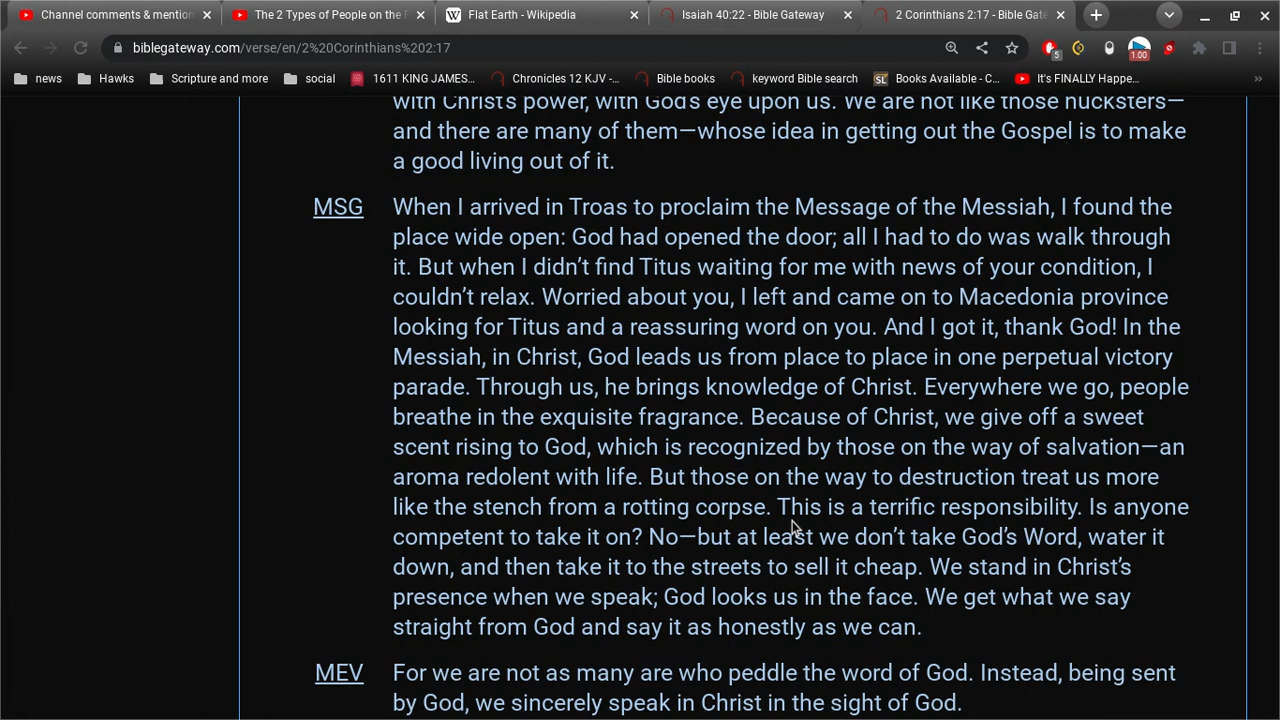 Channel comments & mention
The 2 Types of People on the F
Flat Earth - Wikipedia
Isaiah 40:22 - Bible Gateway
2 Corinthians 2:17 - Bible Gate
biblegateway.com/verse/en/2%20Corinthians%202:17
5
1.00
news
Hawks
Scripture and more
social
1611 KING JAMES...
Chronicles 12 KJV -...
Bible books
keyword Bible search
SL
Books Available - C...
It's FINALLY Happe...
»
with Christ's power, with God's eye upon us. We are not like those hucksters—
and there are many of them—whose idea in getting out the Gospel is to make
a good living out of it.
MSG
When I arrived in Troas to proclaim the Message of the Messiah, I found the
place wide open: God had opened the door; all I had to do was walk through
it. But when I didn’t find Titus waiting for me with news of your condition, I
couldn’t relax. Worried about you, I left and came on to Macedonia province
looking for Titus and a reassuring word on you. And I got it, thank God! In the
Messiah, in Christ, God leads us from place to place in one perpetual victory
parade. Through us, he brings knowledge of Christ. Everywhere we go, people
breathe in the exquisite fragrance. Because of Christ, we give off a sweet
scent rising to God, which is recognized by those on the way of salvation—an
aroma redolent with life. But those on the way to destruction treat us more
like the stench from a rotting corpse. This is a terrific responsibility. Is anyone
competent to take it on? No—but at least we don’t take God’s Word, water it
down, and then take it to the streets to sell it cheap. We stand in Christ’s
presence when we speak; God looks us in the face. We get what we say
straight from God and say it as honestly as we can.
MEV
For we are not as many are who peddle the word of God. Instead, being sent
by God, we sincerely speak in Christ in the sight of God.